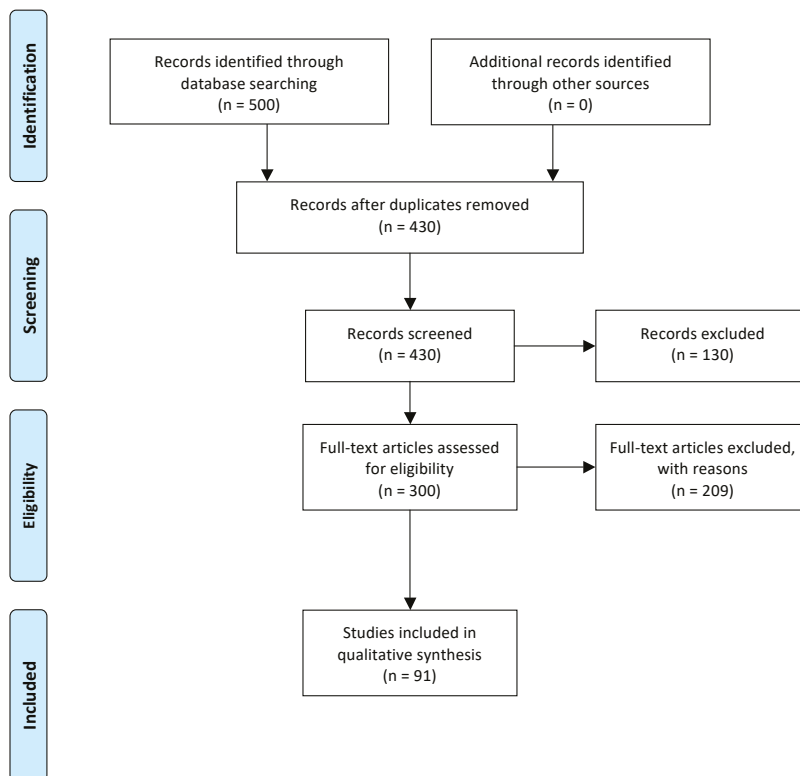 Identification
Records identified through
database searching
(n = 500)
Additional records identified
through other sources
(n = 0)
Records after duplicates removed
(n = 430)
Screening
Records screened
(n = 430)
Records excluded
(n = 130)
Eligibility
Full-text articles assessed
for eligibility
(n = 300)
Full-text articles excluded,
with reasons
(n = 209)
Included
Studies included in
qualitative synthesis
(n = 91)